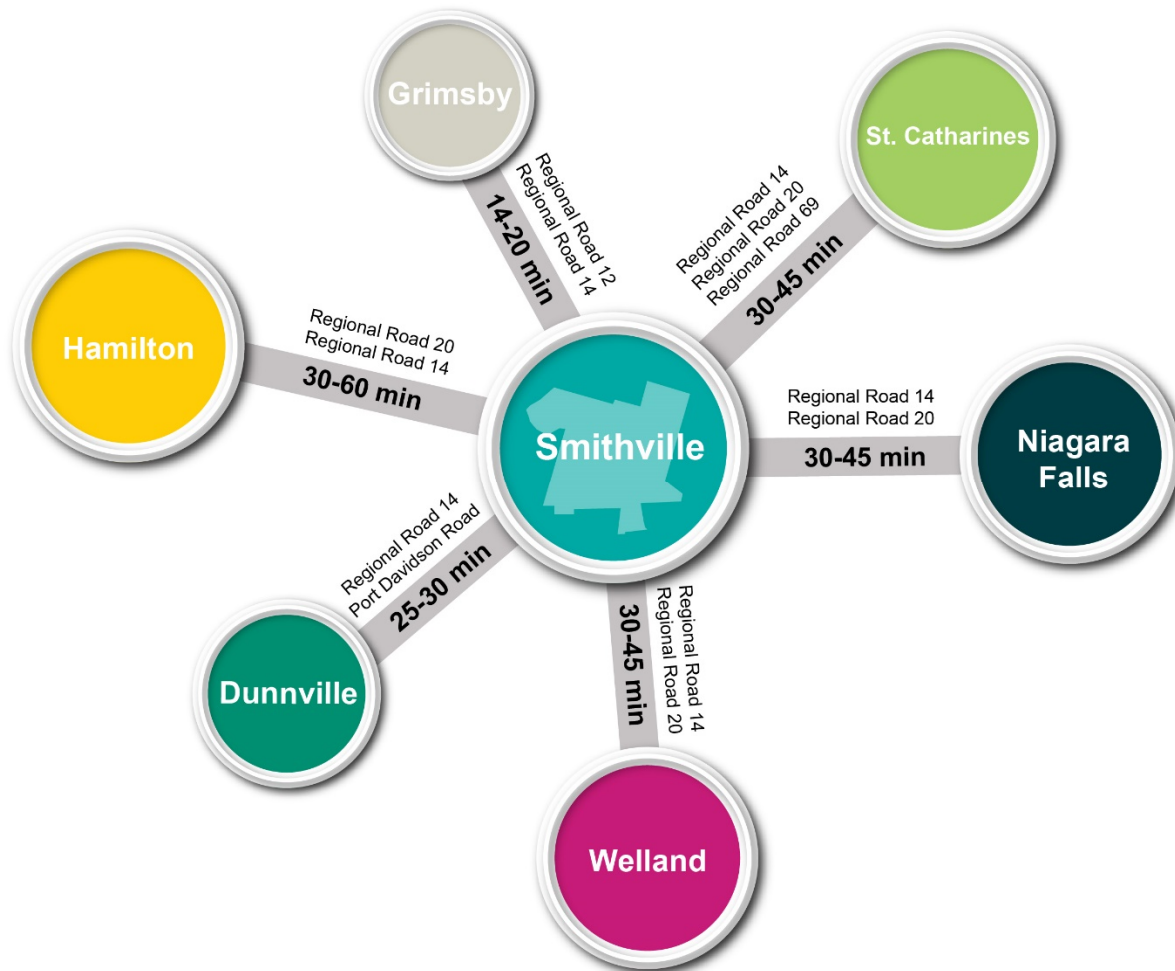 Grimsby
Regional Road 12
Regional Road 14
14-20 min
St. Catharines
Regional Road 14
Regional Road 20
Regional Road 69
30-45 min
Hamilton
Regional Road 20
Regional Road 14
30-60 min
Smithville
Regional Road 14
Regional Road 20
30-45 min
Niagara
Falls
Regional Road 14
Port Davidson Road
25-30 min
Dunnville
Regional Road 14
Regional Road 20
30-45 min
Welland